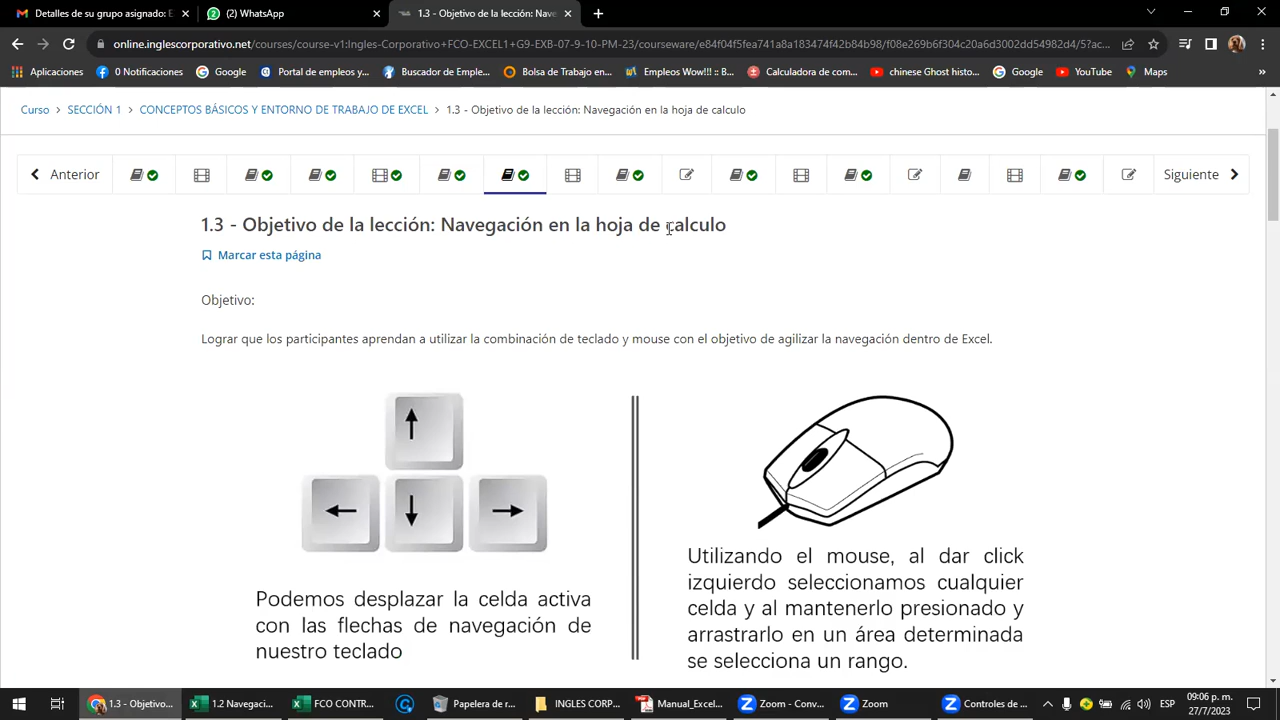 Detalles de su grupo asignado: E
(2) WhatsApp
1.3 - Objetivo de la lección: Nave
online.inglescorporativo.net/courses/course-v1:Ingles-Corporativo+FCO-EXCEL1+G9-EXB-07-9-10-PM-23/courseware/e84f04f5fea741a8a183474f42b84b98/f08e269b6f304c20a6d3002dd54982d4/5?ac...
Aplicaciones
0 Notificaciones
Google
Portal de empleos y...
Buscador de Emple...
Bolsa de Trabajo en...
Empleos Wow!!! :: B...
Calculadora de com...
chinese Ghost histo...
Google
YouTube
Maps
Curso > SECCIÓN 1 > CONCEPTOS BÁSICOS Y ENTORNO DE TRABAJO DE EXCEL > 1.3 - Objetivo de la lección: Navegación en la hoja de calculo
Anterior
Siguiente
1.3 - Objetivo de la lección: Navegación en la hoja de calculo
Marcar esta página
Objetivo:
Lograr que los participantes aprendan a utilizar la combinación de teclado y mouse con el objetivo de agilizar la navegación dentro de Excel.
Podemos desplazar la celda activa
con las flechas de navegación de
nuestro teclado
Utilizando el mouse, al dar click
izquierdo seleccionamos cualquier
celda y al mantenerlo presionado y
arrastrarlo en un área determinada
se selecciona un rango.
1.3 - Objetivo...
1.2 Navegaci...
FCO CONTR...
Papelera de r...
INGLES CORP...
Manual_Exce...
Zoom - Conv...
Zoom
Controles de ...
ESP
09:06 p. m.
27/7/2023